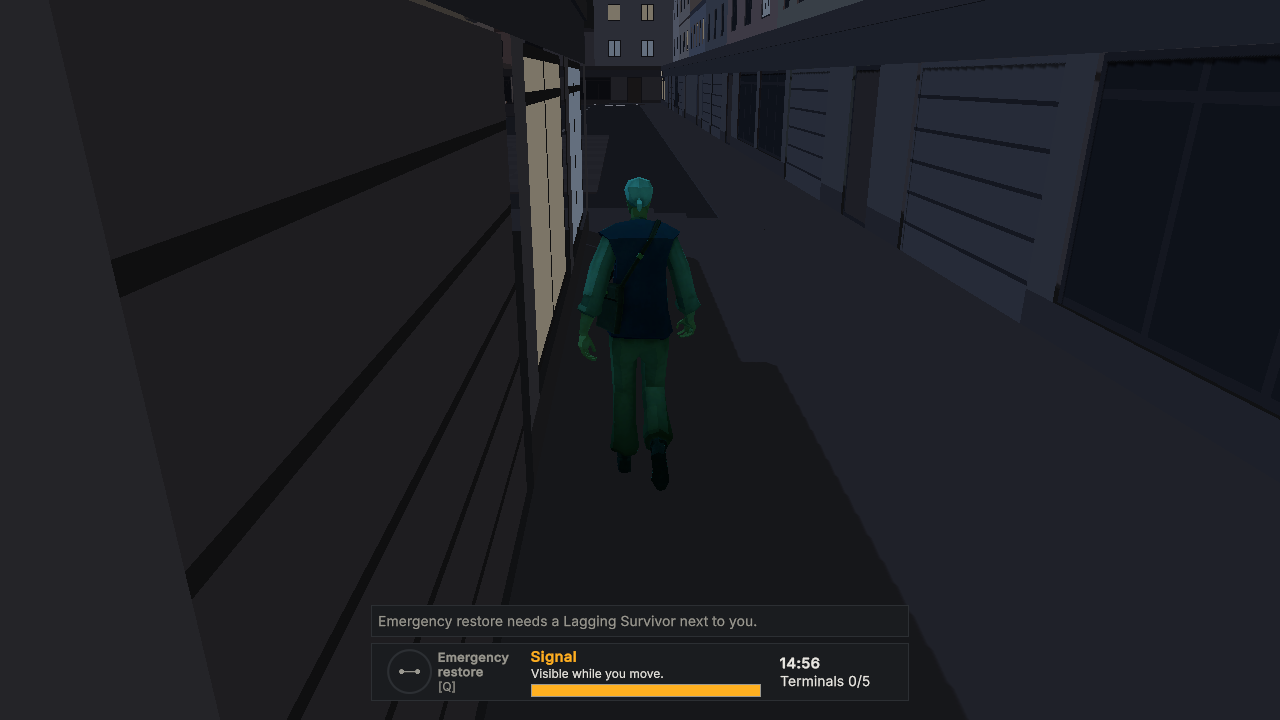 Emergency restore needs a Lagging Survivor next to you.
Emergency
restore
[Q]
Signal
Visible while you move.
14:56
Terminals 0/5